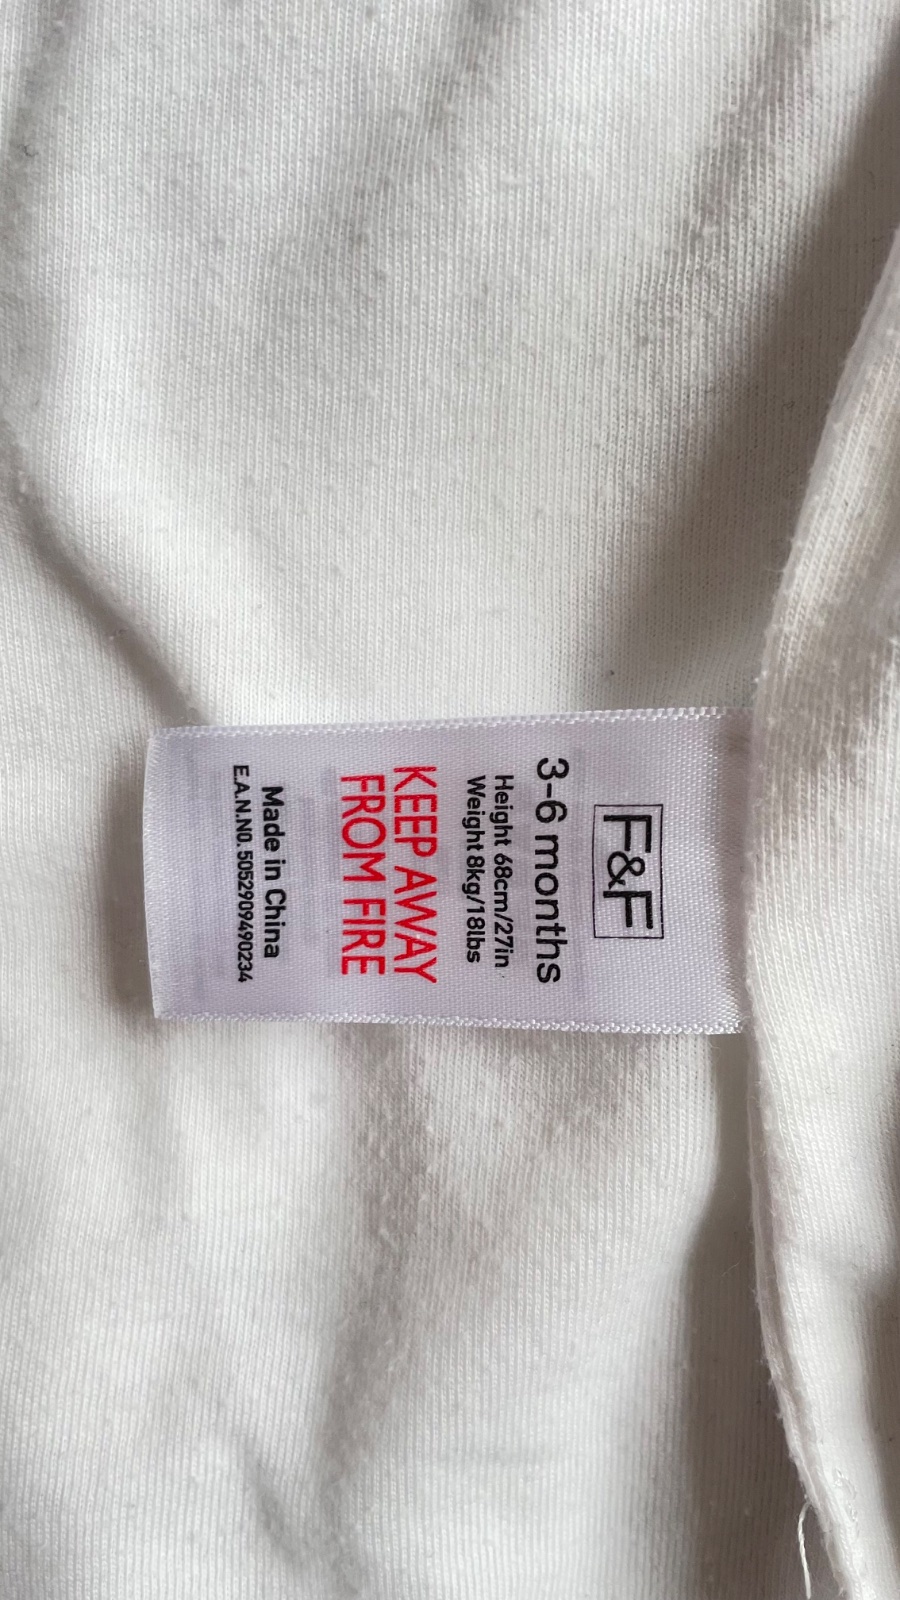 F&F
3-6 months
Height 68cm/27in
Weight 8kg/18lbs
KEEP AWAY
FROM FIRE
Made in China
E.A.N.NO. 5052909490234